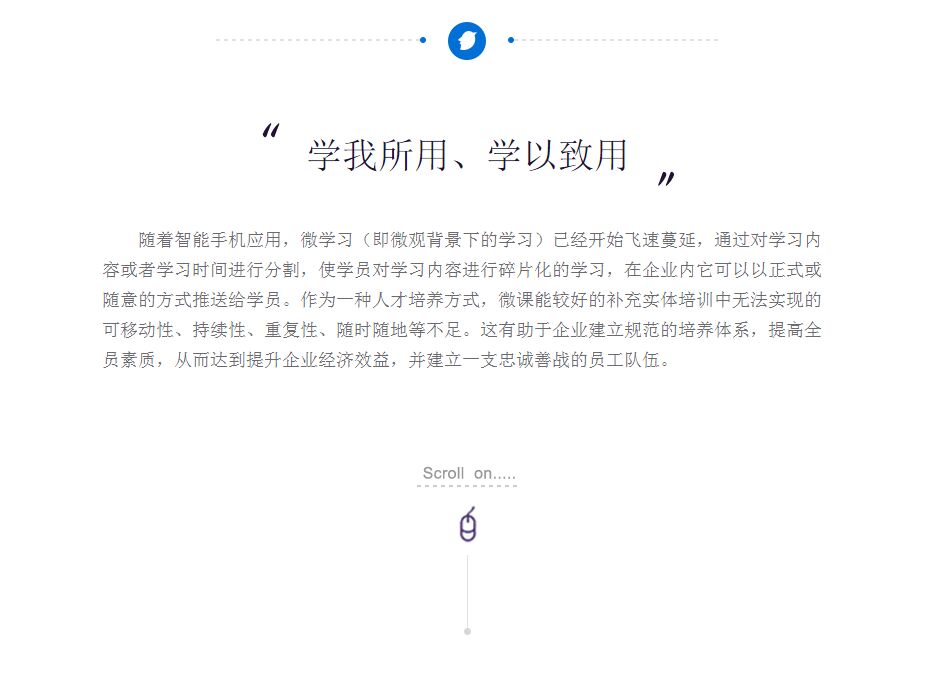 “ 学我所用、学以致用 ”
随着智能手机应用，微学习（即微观背景下的学习）已经开始飞速蔓延，通过对学习内
容或者学习时间进行分割，使学员对学习内容进行碎片化的学习，在企业内它可以以正式或
随意的方式推送给学员。作为一种人才培养方式，微课能较好的补充实体培训中无法实现的
可移动性、持续性、重复性、随时随地等不足。这有助于企业建立规范的培养体系，提高全
员素质，从而达到提升企业经济效益，并建立一支忠诚善战的员工队伍。
Scroll on.....